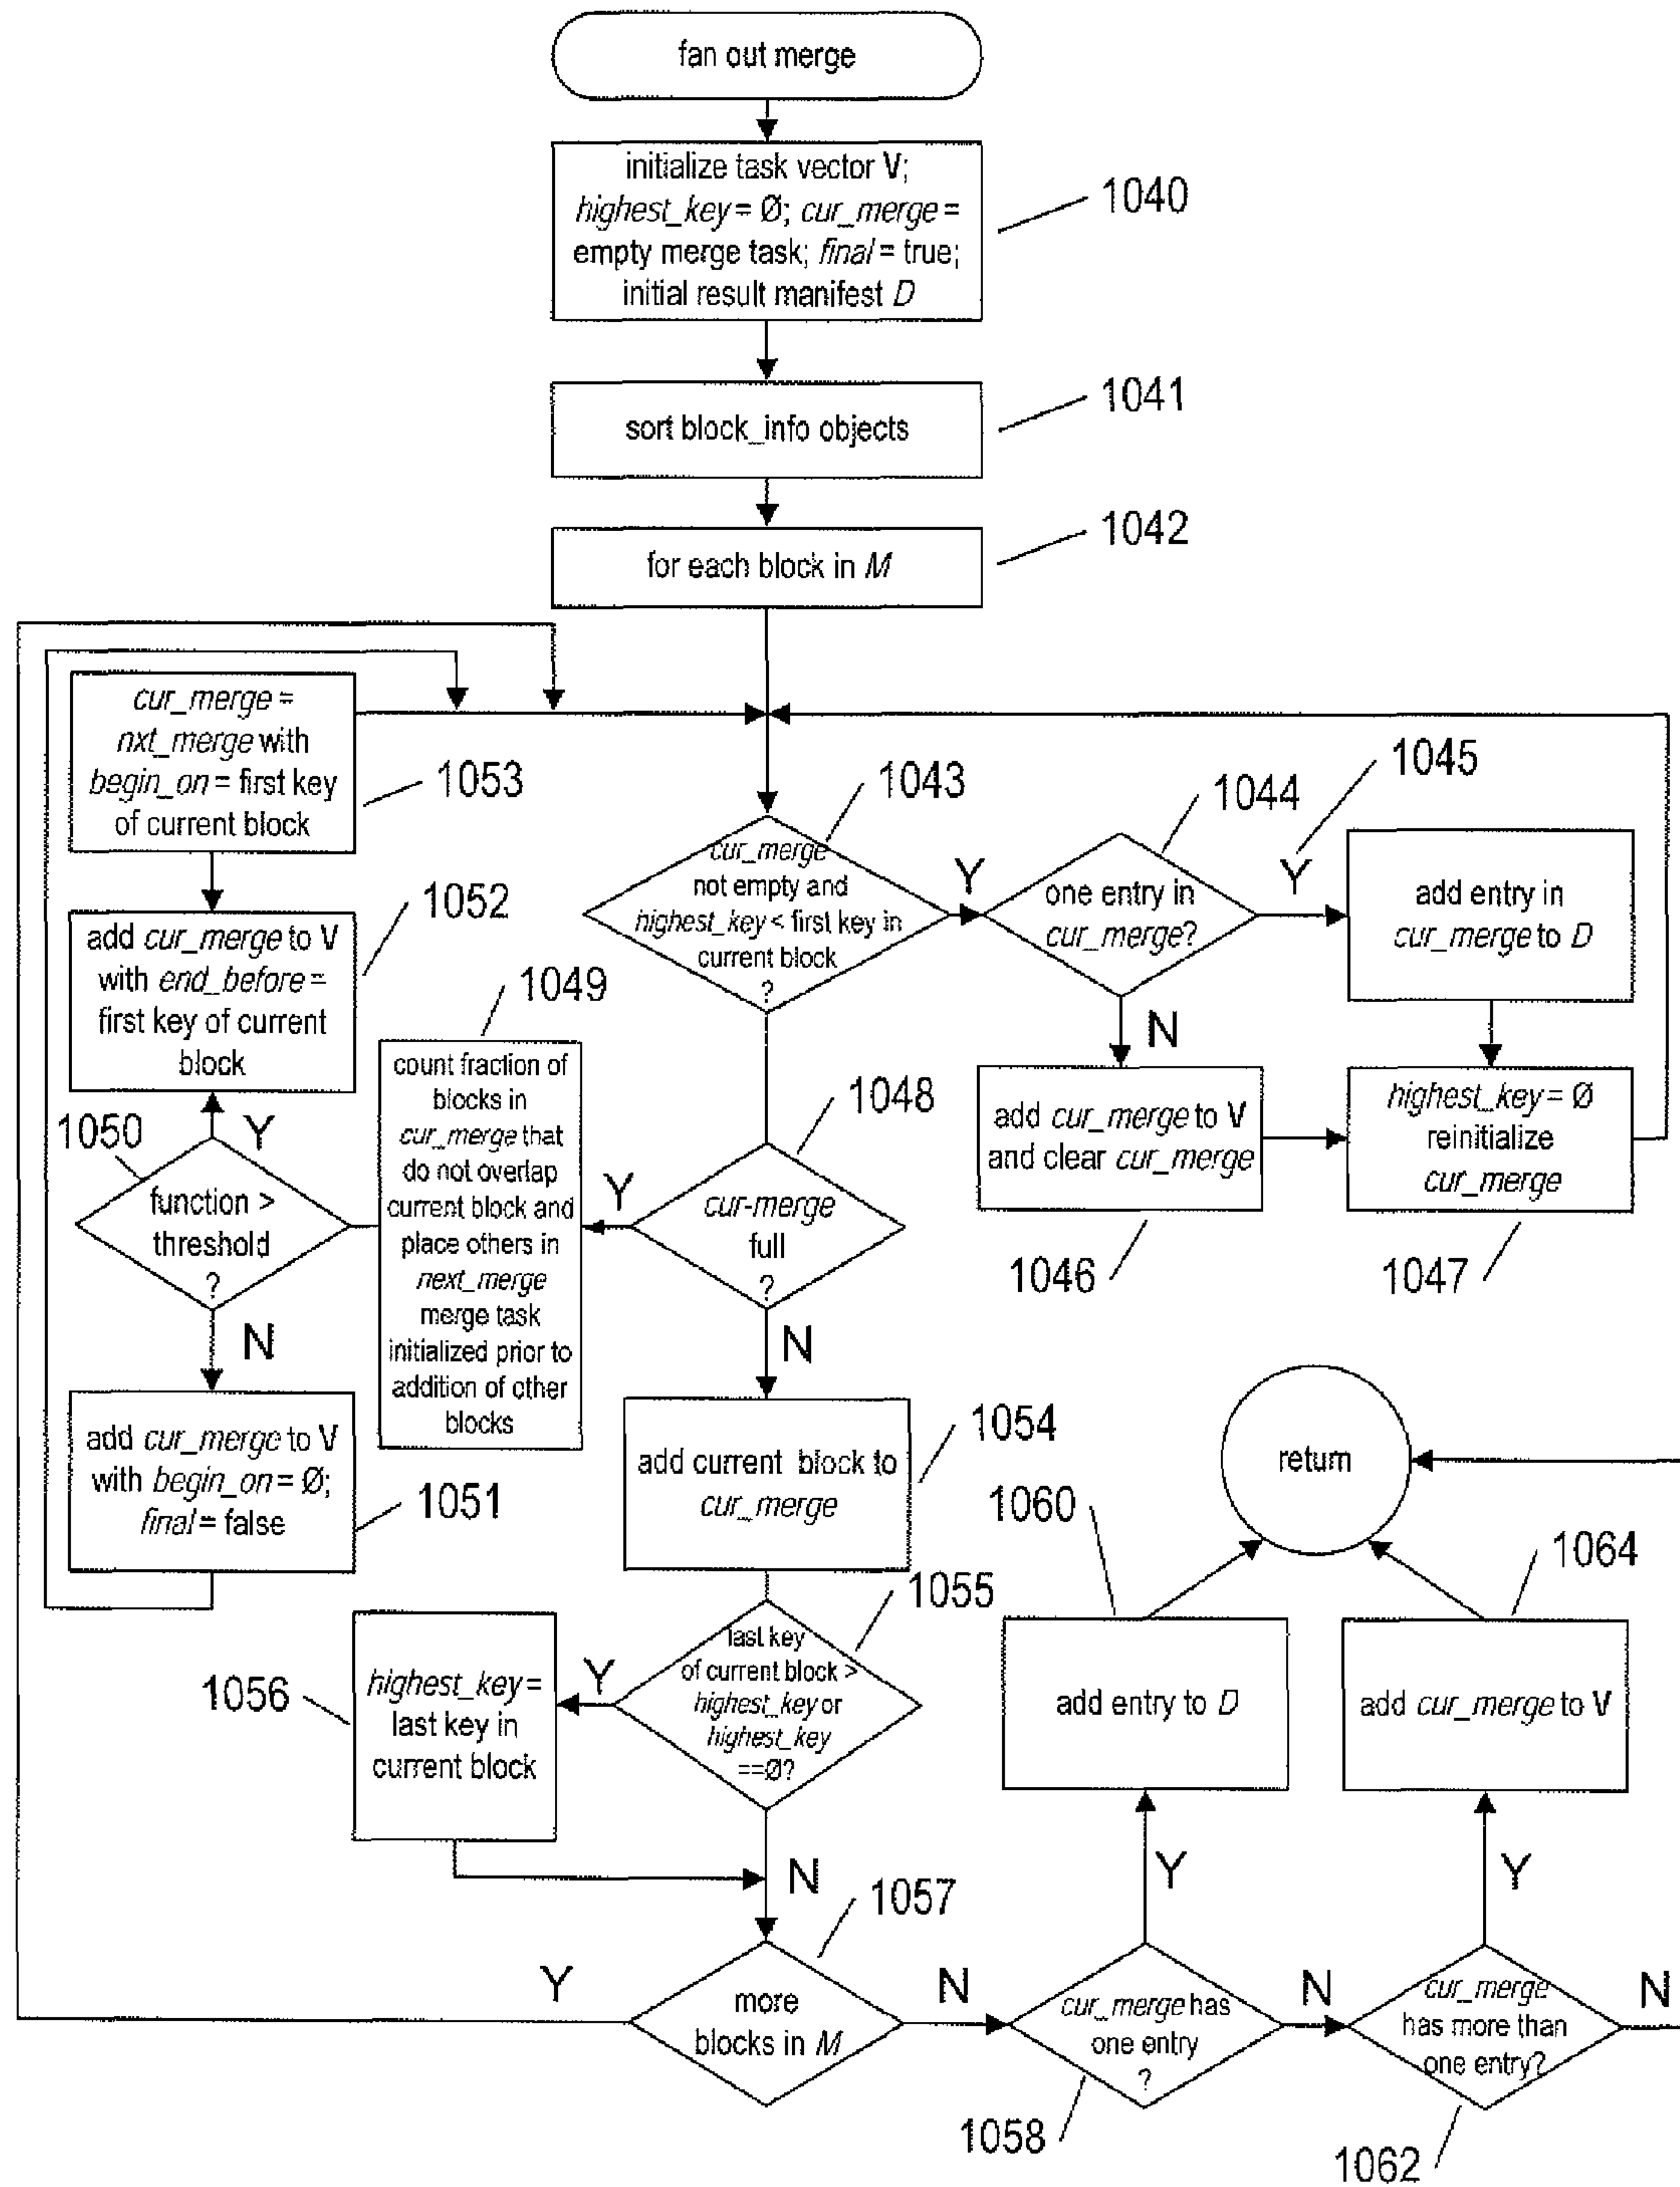 fan out merge
initialize task vector V;
highest_key = Ø; cur_merge =
empty merge task; final = true;
initial result manifest D
1040
sort block_info objects
1041
for each block in M
1042
cur_merge =
nxt_merge with
begin_on = first key
of current block
1053
add cur_merge to V
with end_before =
first key of current
block
1052
1043
cur_merge
not empty and
highest_key < first key in
current block
?
Y
1044
one entry in
cur_merge?
1045
Y
add entry in
cur_merge to D
N
add cur_merge to V
and clear cur_merge
1046
highest_key = Ø
reinitialize
cur_merge
1047
1049
count fraction of
blocks in
cur_merge that
do not overlap
current block and
place others in
next_merge
merge task
initialized prior to
addition of other
blocks
1048
cur-merge
full
?
Y
N
1050
Y
function >
threshold
?
N
add cur_merge to V
with begin_on = Ø;
final = false
1051
add current block to
cur_merge
1054
1055
last key
of current block >
highest_key or
highest_key
==Ø?
Y
N
1056
highest_key =
last key in
current block
1057
more
blocks in M
Y
N
1058
cur_merge has
one entry
?
Y
N
1060
add entry to D
1062
cur_merge
has more than
one entry?
Y
N
1064
add cur_merge to V
return